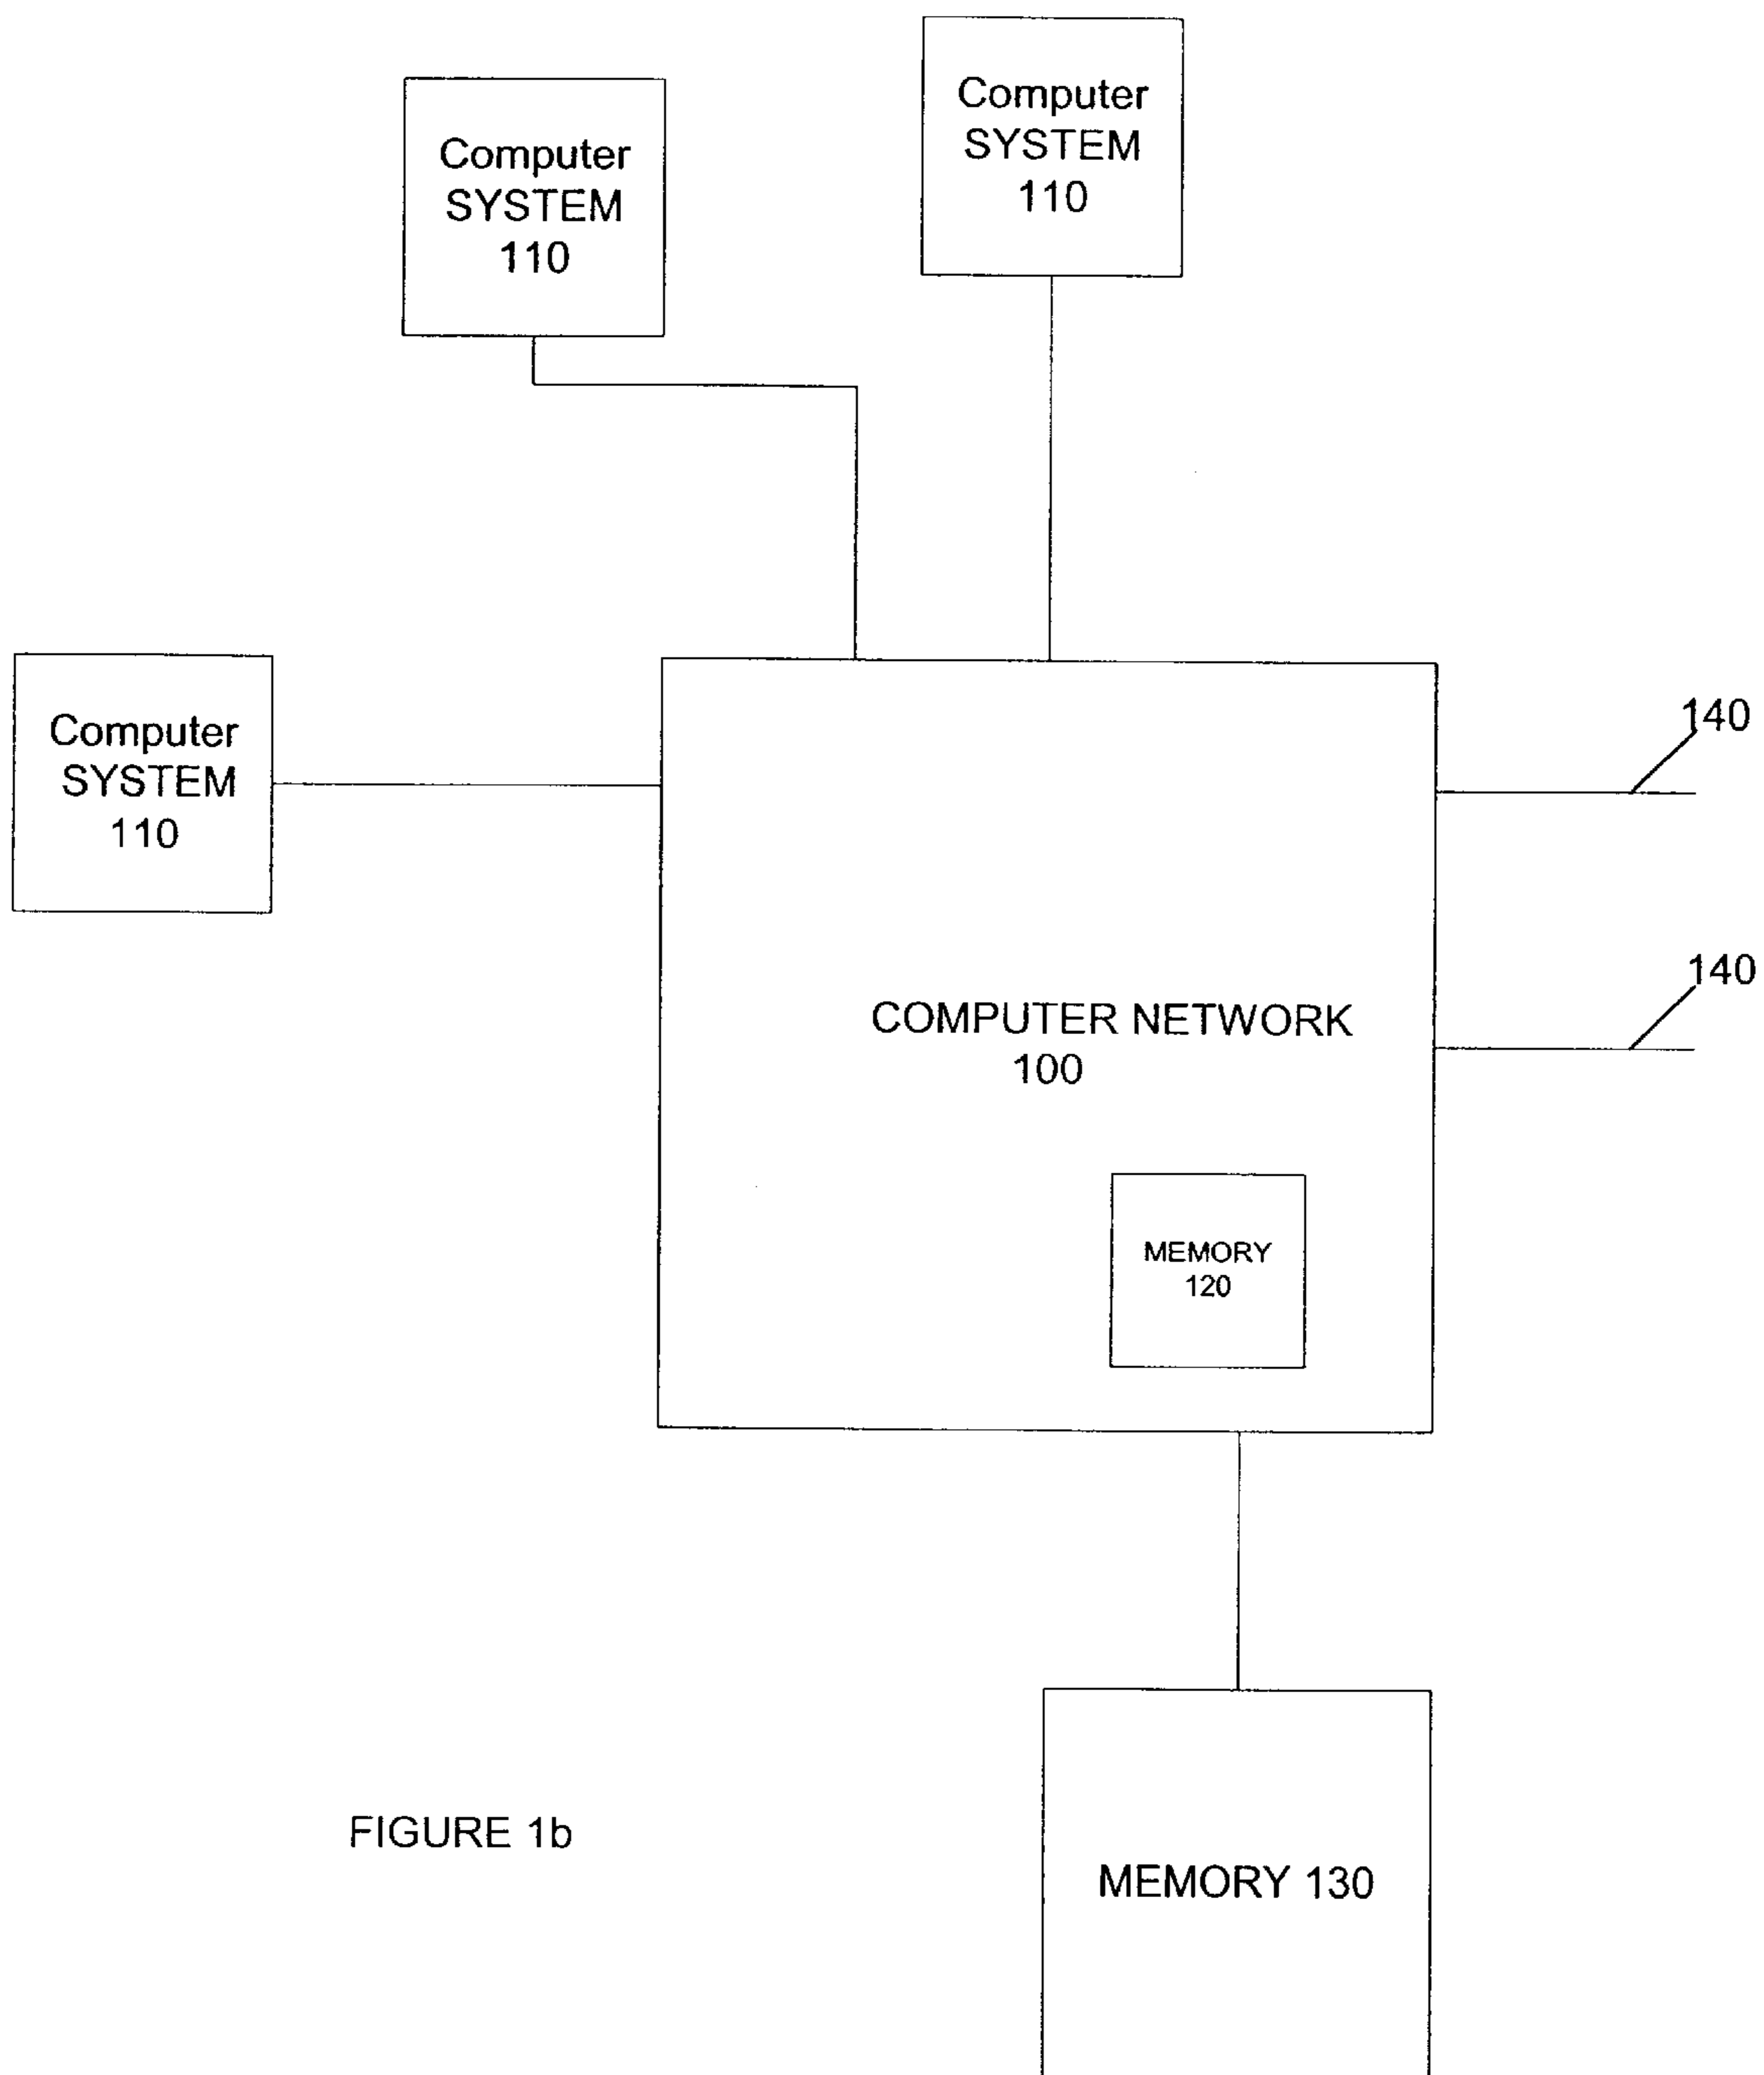 Computer
SYSTEM
110
Computer
SYSTEM
110
Computer
SYSTEM
110
140
140
COMPUTER NETWORK
100
MEMORY
120
FIGURE 1b
MEMORY 130